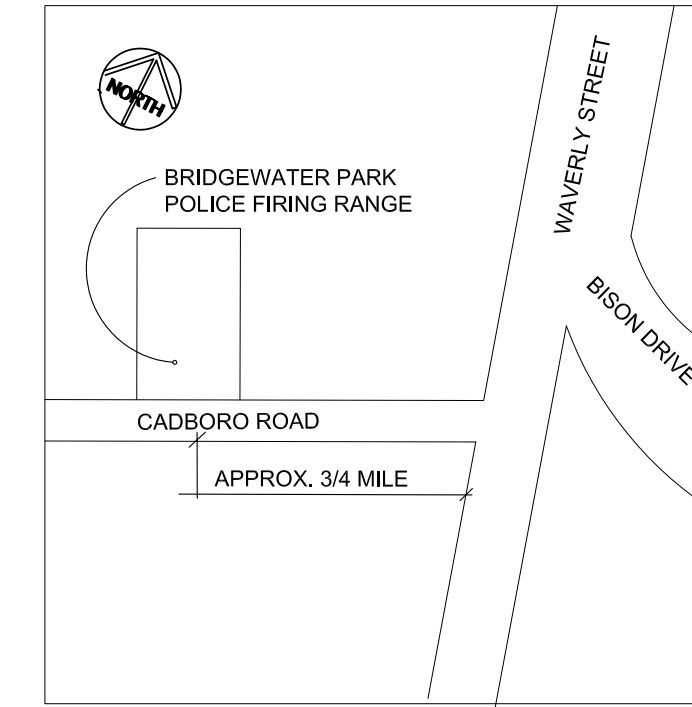 NORTH
BRIDGEWATER PARK
POLICE FIRING RANGE
WAVERLY STREET
BISON DRIVE
CADBORO ROAD
APPROX. 3/4 MILE